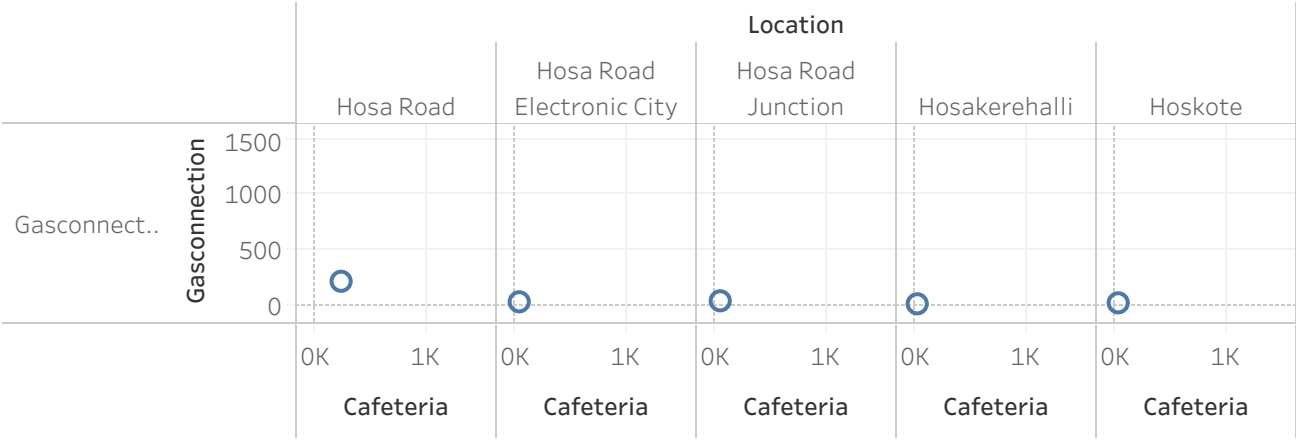 Location
Hosa Road
Hosa Road
Electronic City
Hosa Road
Junction
Hosakerehalli
Hoskote
Gasconnect..
Gasconnection
1500
1000
500
0
0K 1K 0K 1K 0K 1K 0K 1K 0K 1K
Cafeteria Cafeteria Cafeteria Cafeteria Cafeteria